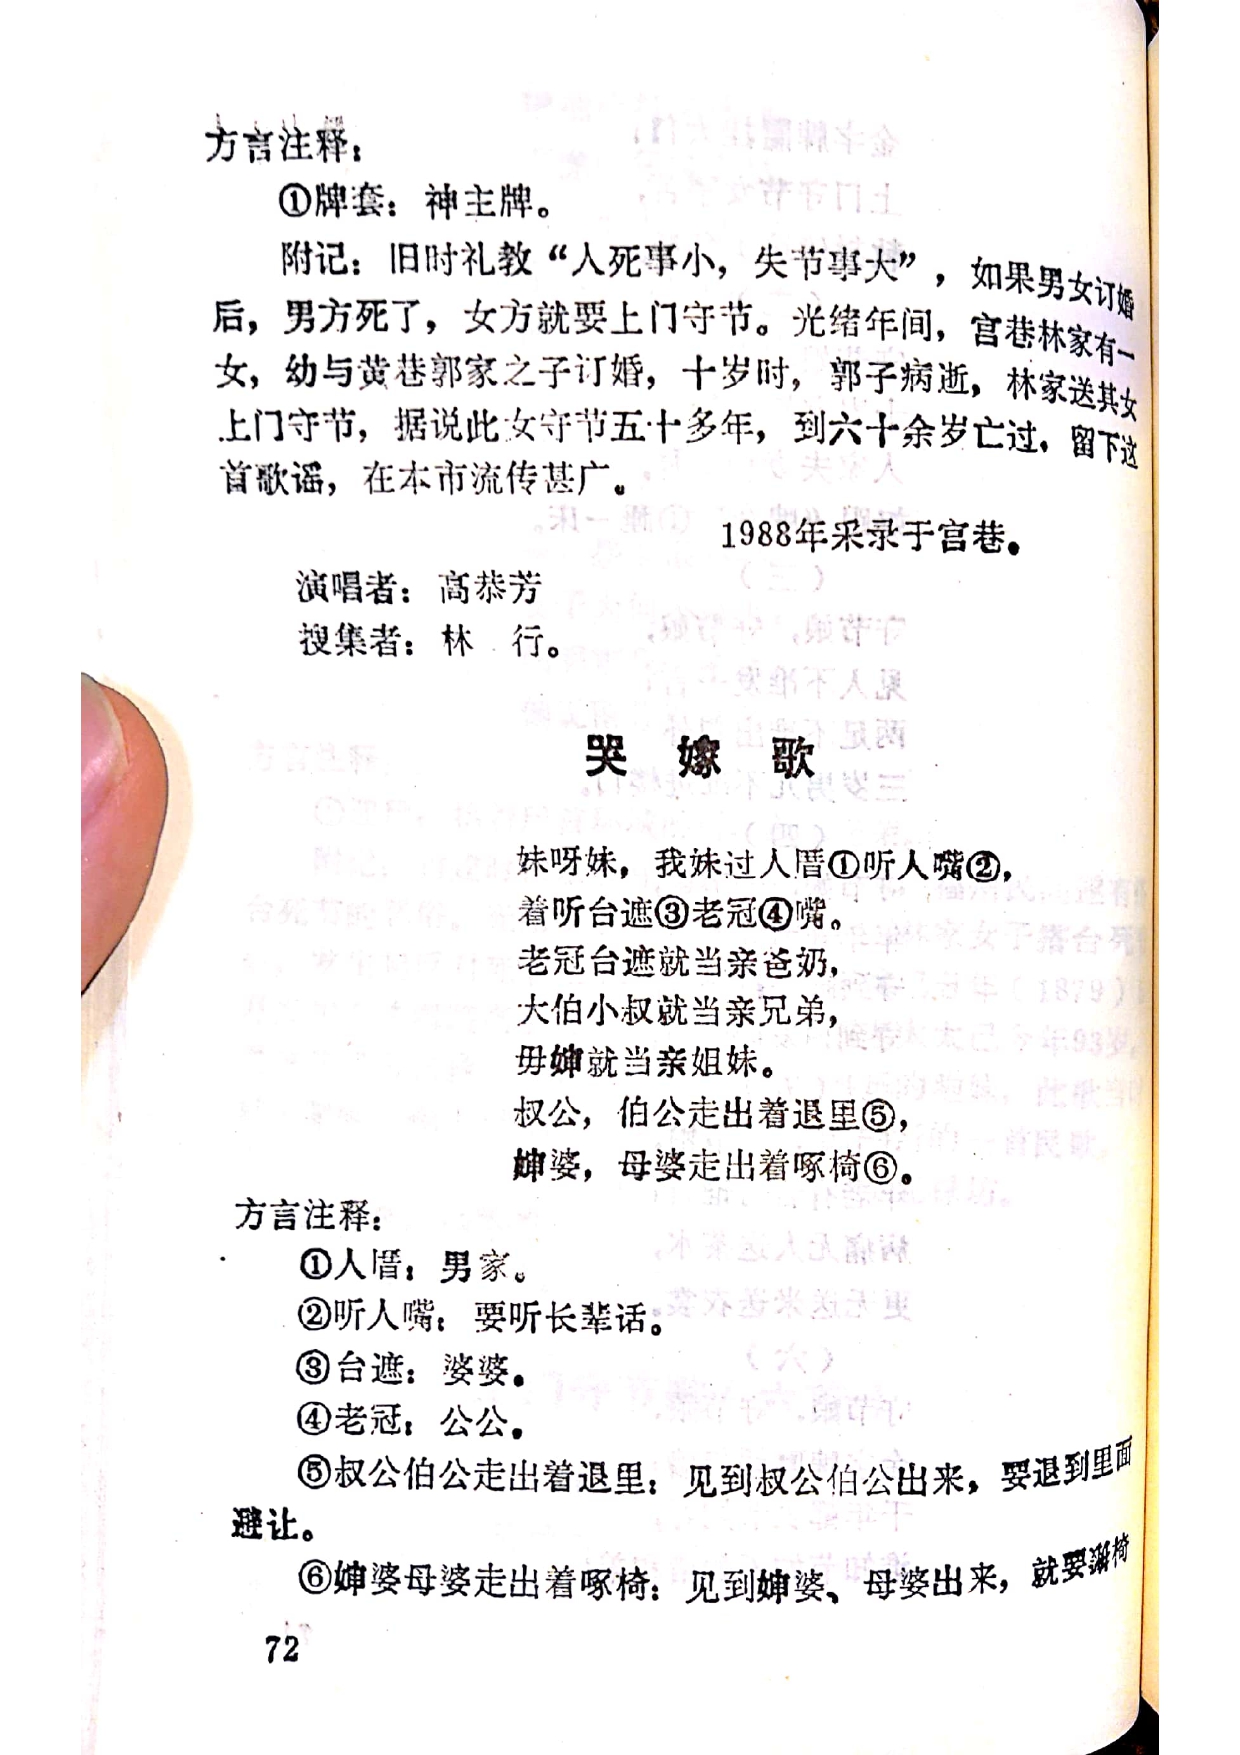 方言注释：
①牌套：神主牌。
附记：旧时礼教“人死事小，失节事大”，如果男女订婚
后，男方死了，女方就要上门守节。光绪年间，宫巷林家有一
女，幼与黄巷郭家之子订婚，十岁时，郭子病逝，林家送其女
上门守节，据说此女守节五十多年，到六十余岁亡过，留下这
首歌谣，在本市流传甚广。
1988年采录于宫巷。
演唱者：高恭芳
搜集者：林 行。
哭 嫁 歌
妹呀妹，我妹过人厝①听人嘴②，
着听台遮③老冠④嘴。
老冠台遮就当亲爸奶，
大伯小叔就当亲兄弟，
毋婶就当亲姐妹。
叔公，伯公走出着退里⑤，
婶婆，母婆走出着啄椅⑥。
方言注释：
①人厝：男家。
②听人嘴：要听长辈话。
③台遮：婆婆。
④老冠：公公。
⑤叔公伯公走出着退里：见到叔公伯公出来，要退到里面
避让。
⑥婶婆母婆走出着啄椅：见到婶婆、母婆出来，就要搬椅
72